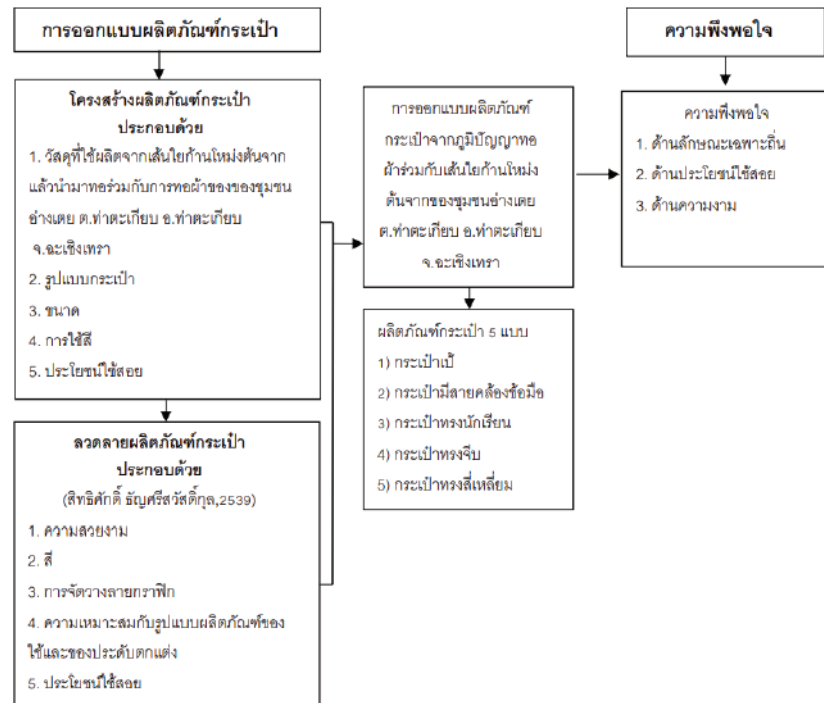 การออกแบบผลิตภัณฑ์กระเป๋า
โครงสร้างผลิตภัณฑ์กระเป๋า
ประกอบด้วย
1. วัสดุที่ใช้ผลิตจากเส้นใยก้านโหม่งต้นจาก
แล้วนำมาทอร่วมกับการทอผ้าของของชุมชน
อ่างเตย ต.ท่าตะเกียบ อ.ท่าตะเกียบ
จ.ฉะเชิงเทรา
2. รูปแบบกระเป๋า
3. ขนาด
4. การใช้สี
5. ประโยชน์ใช้สอย
ลวดลายผลิตภัณฑ์กระเป๋า
ประกอบด้วย
(สิทธิศักดิ์ ธัญศรีสวัสดิ์กุล,2539)
1. ความสวยงาม
2. สี
3. การจัดวางลายกราฟิก
4. ความเหมาะสมกับรูปแบบผลิตภัณฑ์ของ
ใช้และของประดับตกแต่ง
5. ประโยชน์ใช้สอย
การออกแบบผลิตภัณฑ์
กระเป๋าจากภูมิปัญญาทอ
ผ้าร่วมกับเส้นใยก้านโหม่ง
ต้นจากของชุมชนอ่างเตย
ต.ท่าตะเกียบ อ.ท่าตะเกียบ
จ.ฉะเชิงเทรา
ผลิตภัณฑ์กระเป๋า 5 แบบ
1) กระเป๋าเป้
2) กระเป๋ามีสายคล้องข้อมือ
3) กระเป๋าทรงนักเรียน
4) กระเป๋าทรงจีบ
5) กระเป๋าทรงสี่เหลี่ยม
ความพึงพอใจ
ความพึงพอใจ
1. ด้านลักษณะเฉพาะถิ่น
2. ด้านประโยชน์ใช้สอย
3. ด้านความงาม